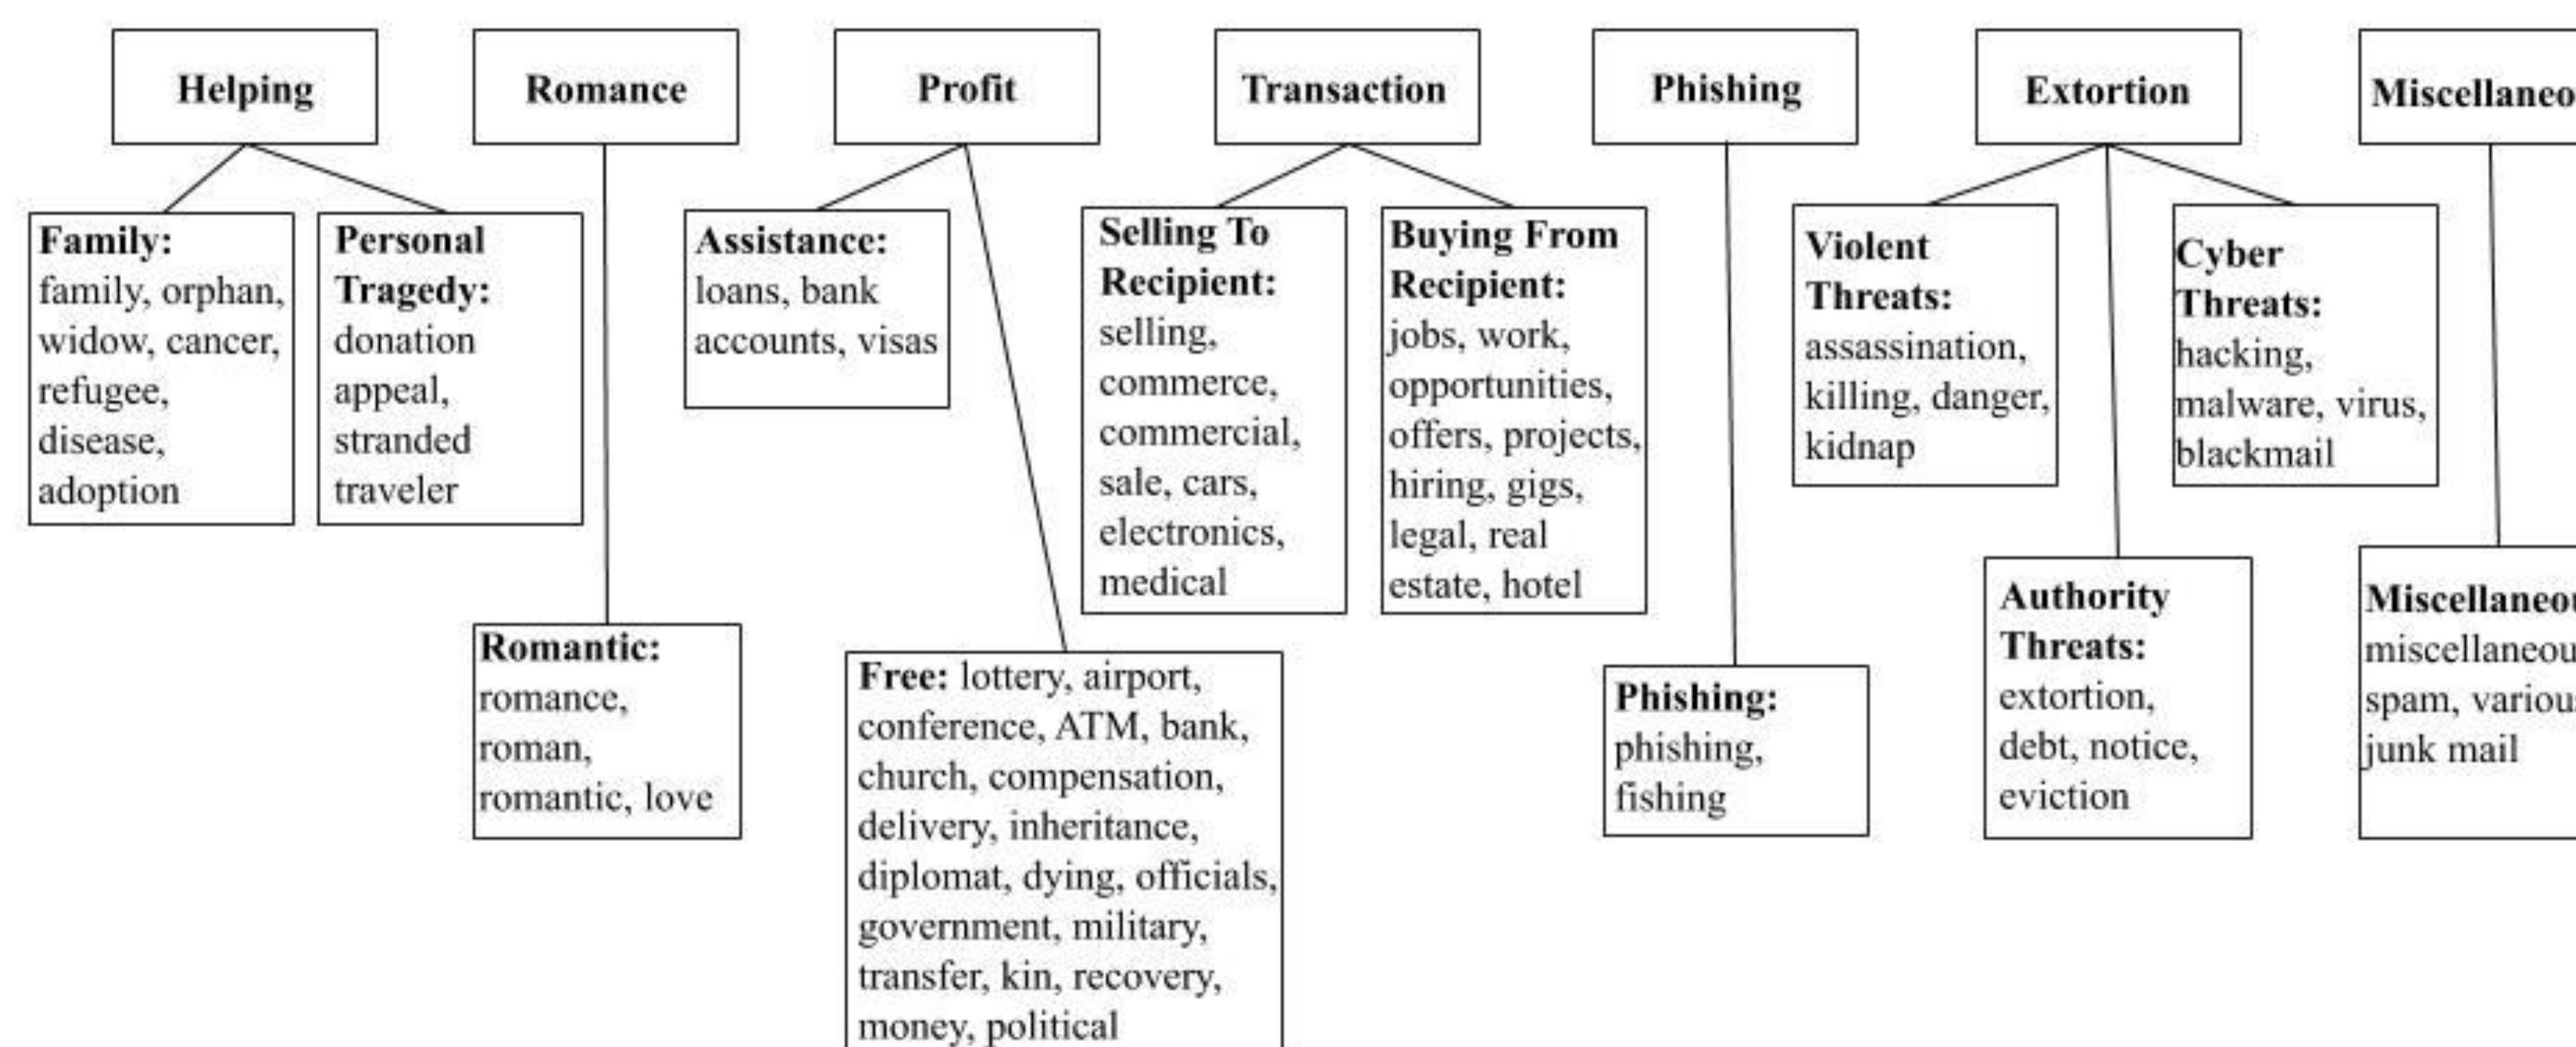 Helping
Romance
Profit
Transaction
Phishing
Extortion
Miscellaneo
Family:
family, orphan,
widow, cancer,
refugee,
disease,
adoption
Personal
Tragedy:
donation
appeal,
stranded
traveler
Romantic:
romance,
roman,
romantic, love
Assistance:
loans, bank
accounts, visas
Free: lottery, airport,
conference, ATM, bank,
church, compensation,
delivery, inheritance,
diplomat, dying, officials,
government, military,
transfer, kin, recovery,
money, political
Selling To
Recipient:
selling,
commerce,
commercial,
sale, cars,
electronics,
medical
Buying From
Recipient:
jobs, work,
opportunities,
offers, projects,
hiring, gigs,
legal, real
estate, hotel
Phishing:
phishing,
fishing
Violent
Threats:
assassination,
killing, danger,
kidnap
Authority
Threats:
extortion,
debt, notice,
eviction
Cyber
Threats:
hacking,
malware, virus,
blackmail
Miscellaneou
miscellaneou
spam, various
junk mail